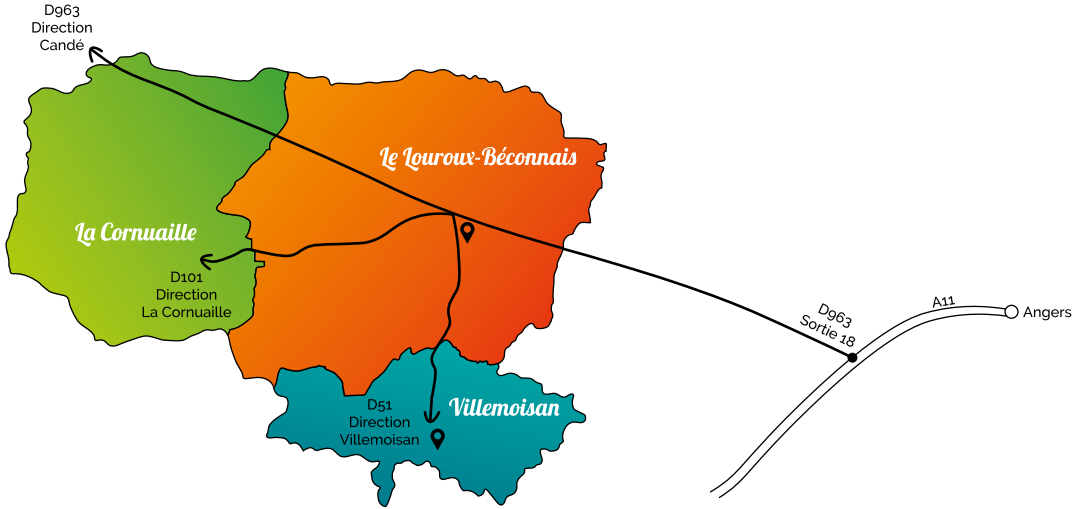 D963
Direction
Candé
Le Louroux-Béconnais
La Cornuaille
D101
Direction
La Cornuaille
D963
Sortie 18
A11
Angers
D51
Direction
Villemoisan
Villemoisan